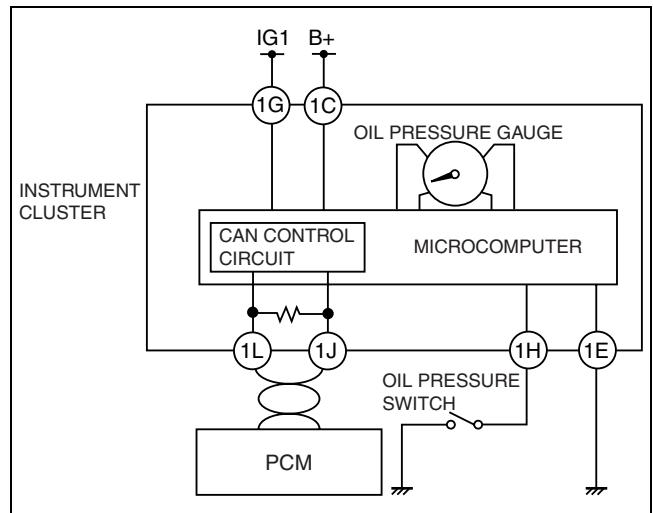 IG1 B+
1G 1C
OIL PRESSURE GAUGE
INSTRUMENT
CLUSTER
CAN CONTROL
CIRCUIT
MICROCOMPUTER
1L 1J 1H 1E
OIL PRESSURE
SWITCH
PCM